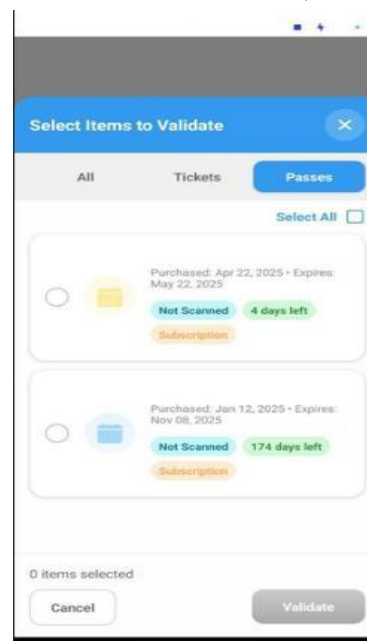 Select Items to Validate
All Tickets Passes
Select All
Purchased: Apr 22, 2025 • Expires:
May 22, 2025
Not Scanned 4 days left
Subscription
Purchased: Jan 12, 2025 • Expires:
Nov 08, 2025
Not Scanned 174 days left
Subscription
0 items selected
Cancel Validate